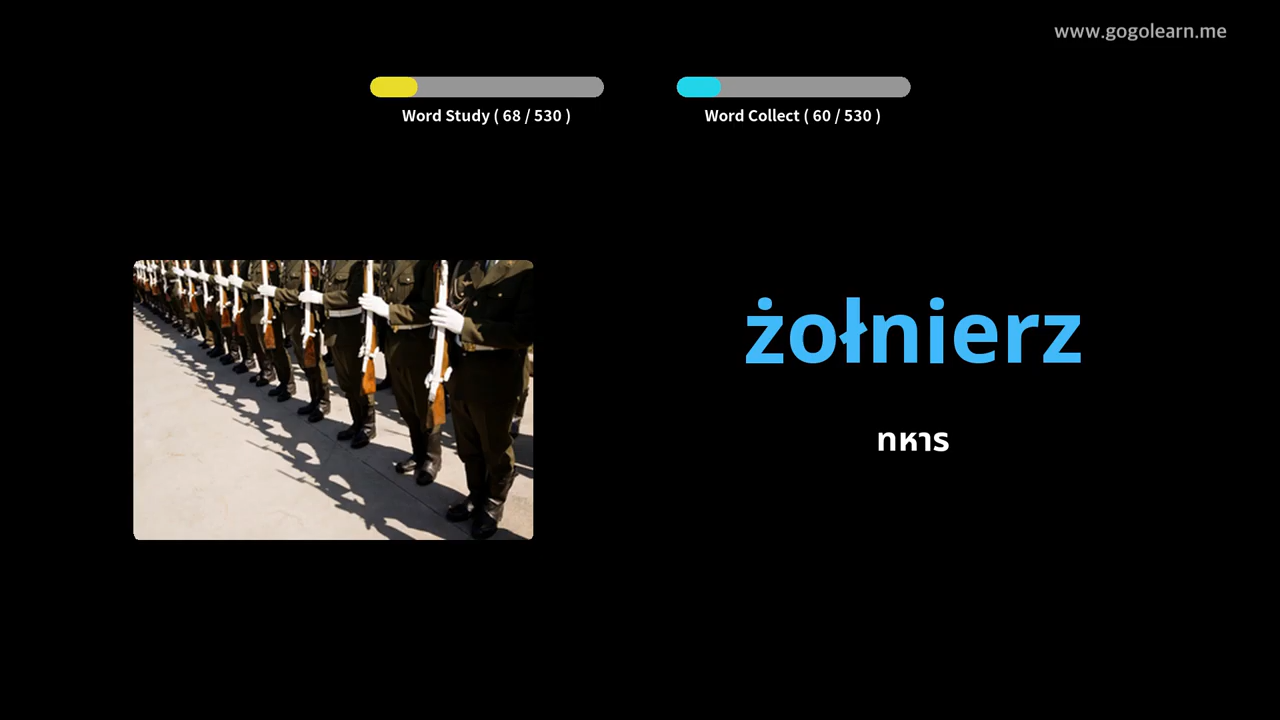 www.gogolearn.me
Word Study ( 68 / 530 )
Word Collect ( 60 / 530 )
żołnierz
ทหาร